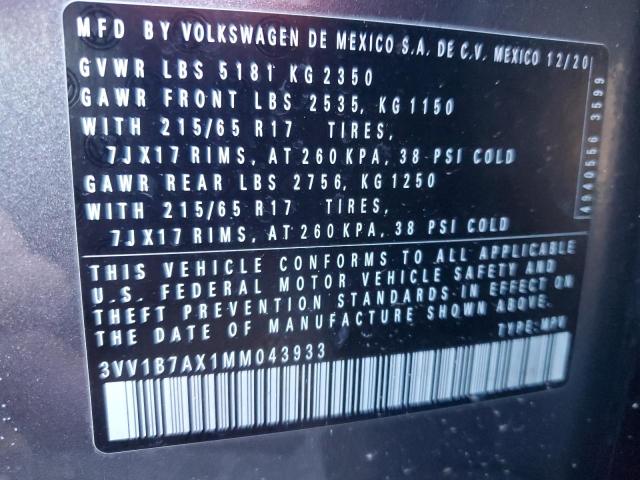 MFD BY VOLKSWAGEN DE MEXICO S.A. DE C.V. MEXICO 12/20
GVWR LBS 5181 KG 2350
GAWR FRONT LBS 2535, KG 1150
WITH 215/65 R17 TIRES,
7JX17 RIMS, AT 260 KPA, 38 PSI COLD
GAWR REAR LBS 2756, KG 1250
WITH 215/65 R17 TIRES,
7JX17 RIMS, AT 260 KPA, 38 PSI COLD
THIS VEHICLE CONFORMS TO ALL APPLICABLE
U.S. FEDERAL MOTOR VEHICLE SAFETY AND
THEFT PREVENTION STANDARDS IN EFFECT ON
THE DATE OF MANUFACTURE SHOWN ABOVE.
3VV1B7AX1MM043933 TYPE: MPV
4940556 3599